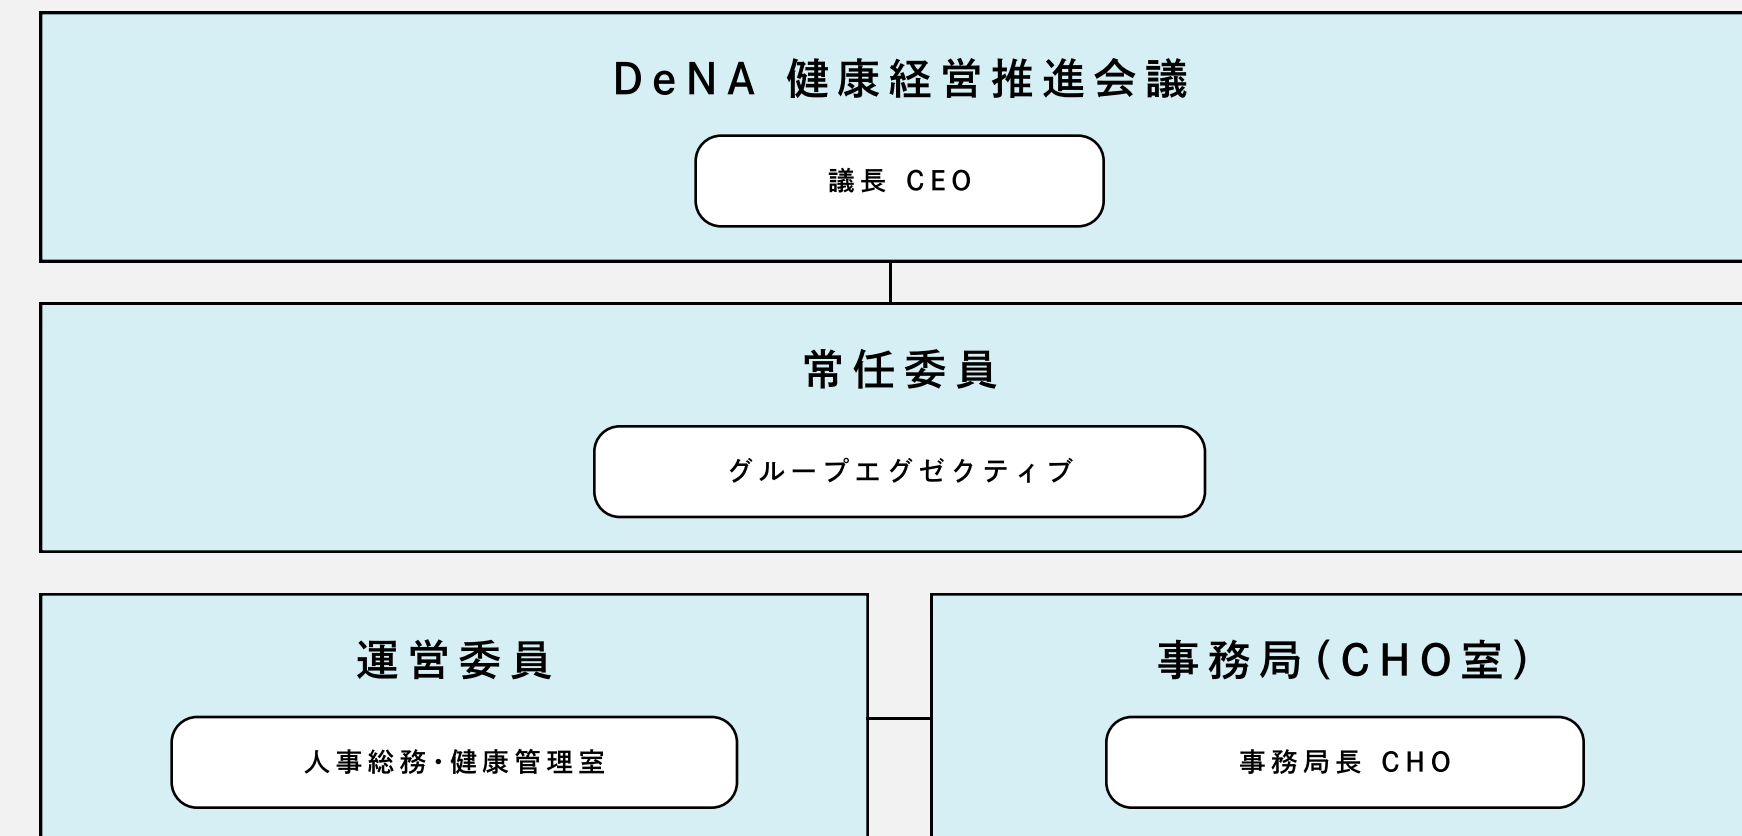 DeNA 健康経営推進会議
議長 CEO
常任委員
グループエグゼクティブ
運営委員
事務局(CHO室)
人事総務・健康管理室
事務局長 CHO